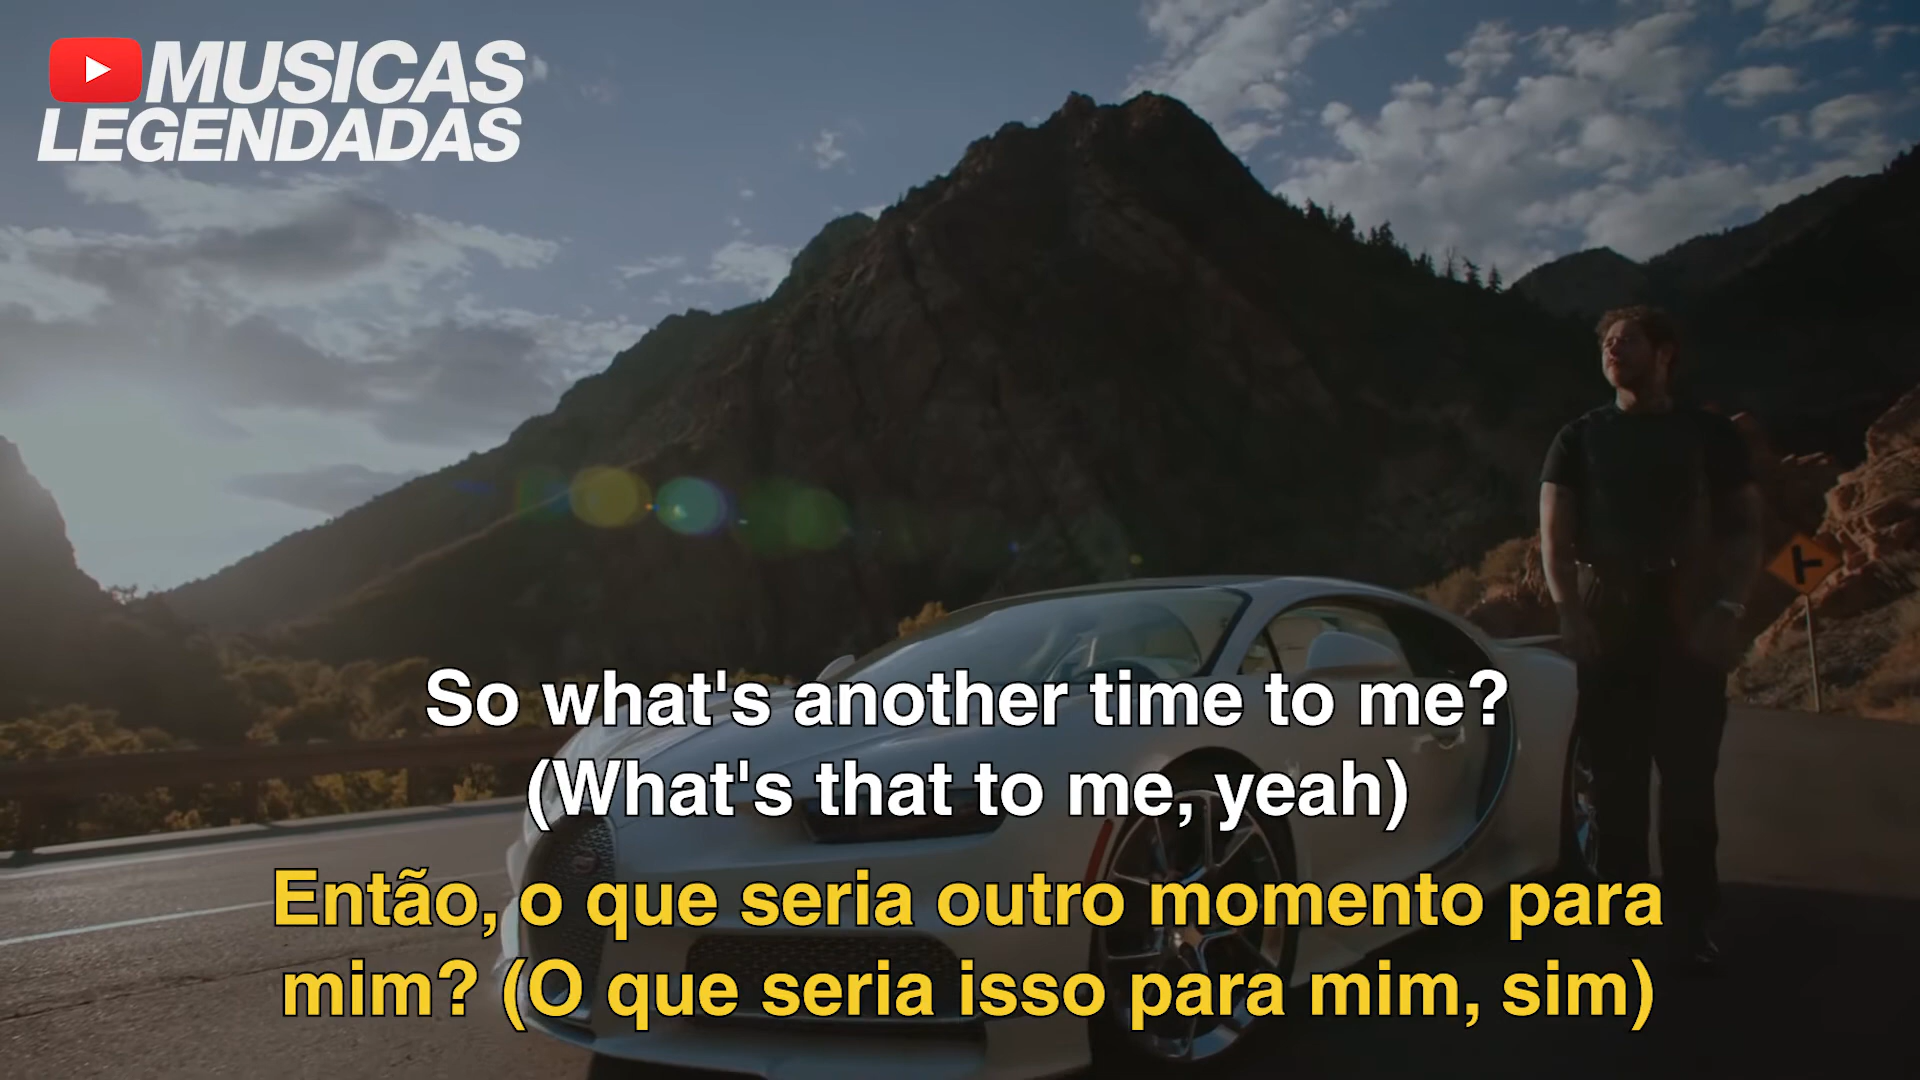 MUSICAS
LEGENDADAS
So what's another time to me?
(What's that to me, yeah)
Então, o que seria outro momento para
mim? (O que seria isso para mim, sim)